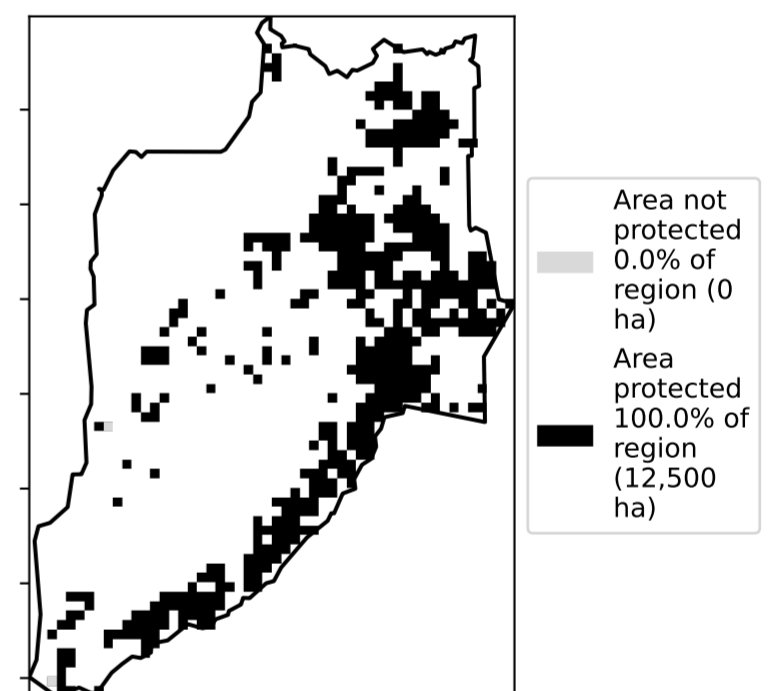 Area not
protected
0.0% of
region (0
ha)
Area
protected
100.0% of
region
(12,500
ha)